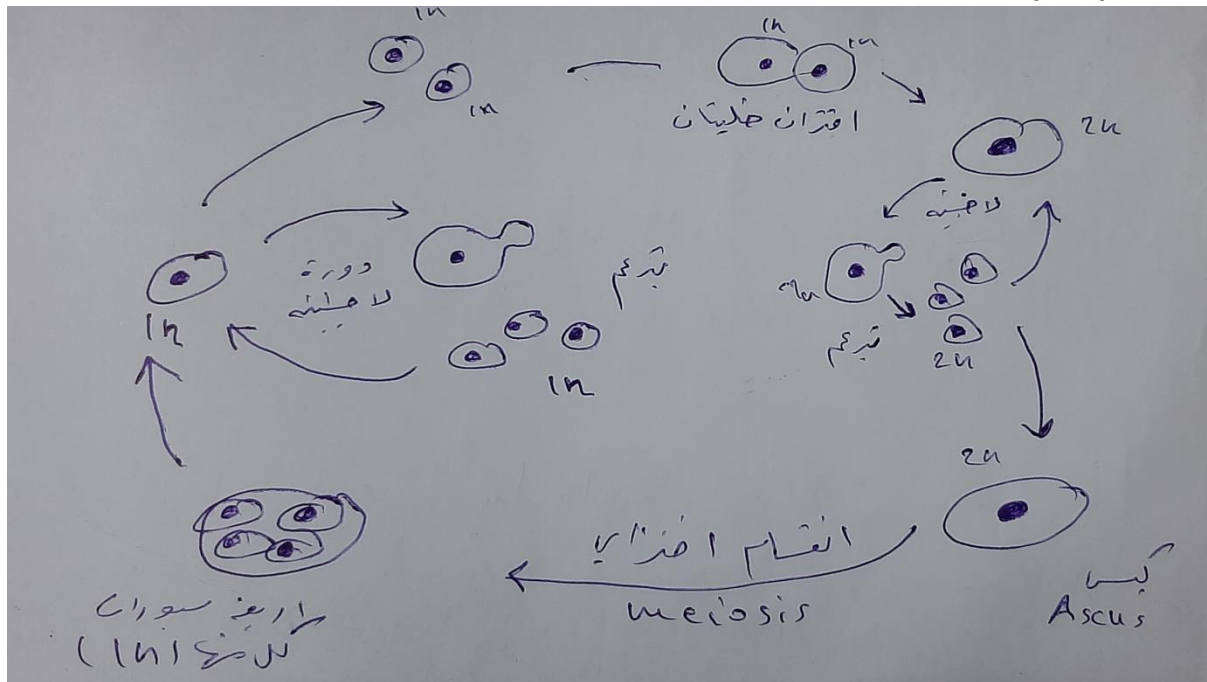 1n
1n
1n
1n
اقتران خليتان
2n
لاجنسية
2n
تبرعم
2n
1n
دورة
لاجنسية
تبرعم
1n
2n
كيس
Ascus
انقسام اختزالي
meiosis
اربعة سبورات
كل منها (1n)